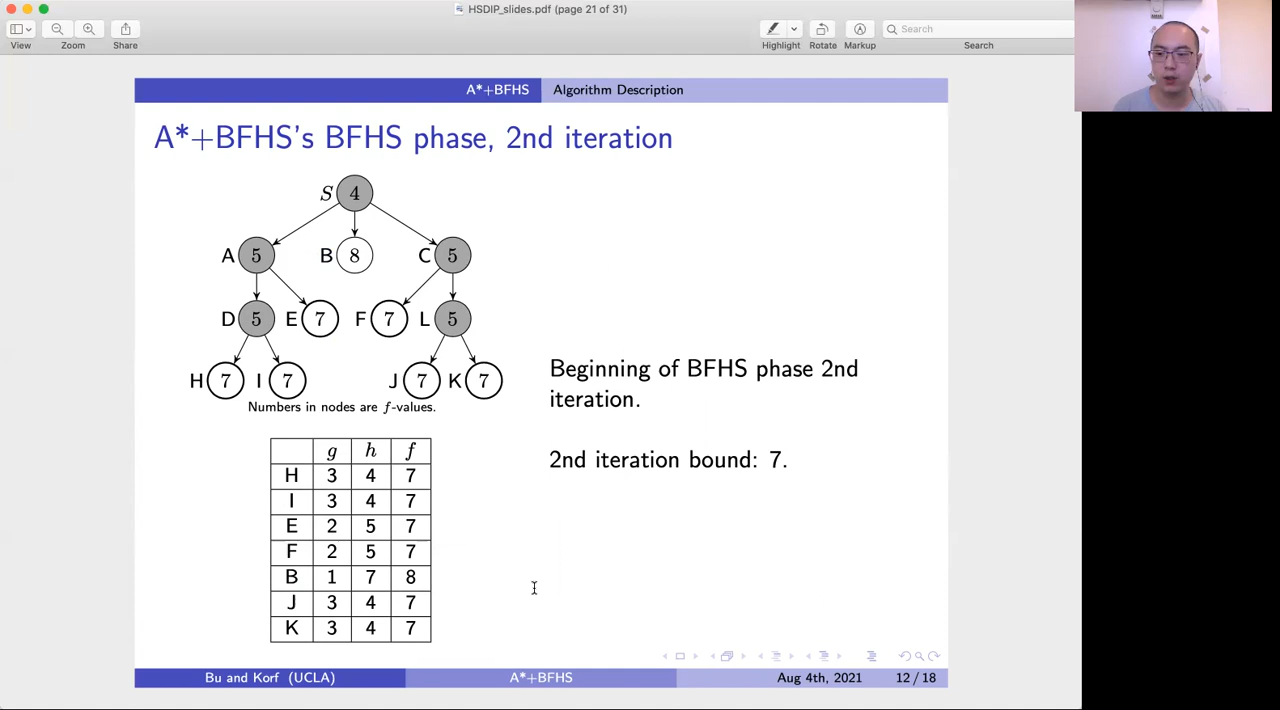 HSDIP_slides.pdf (page 21 of 31)
View
Zoom
Share
Highlight
Rotate
Markup
Search
Search
A*+BFHS
Algorithm Description
A*+BFHS's BFHS phase, 2nd iteration
S 4
A 5 B 8 C 5
D 5 E 7 F 7 L 5
H 7 I 7 J 7 K 7
Numbers in nodes are f-values.
Beginning of BFHS phase 2nd
iteration.
2nd iteration bound: 7.
g h f
H 3 4 7
I 3 4 7
E 2 5 7
F 2 5 7
B 1 7 8
J 3 4 7
K 3 4 7
Bu and Korf (UCLA)
A*+BFHS
Aug 4th, 2021
12 / 18